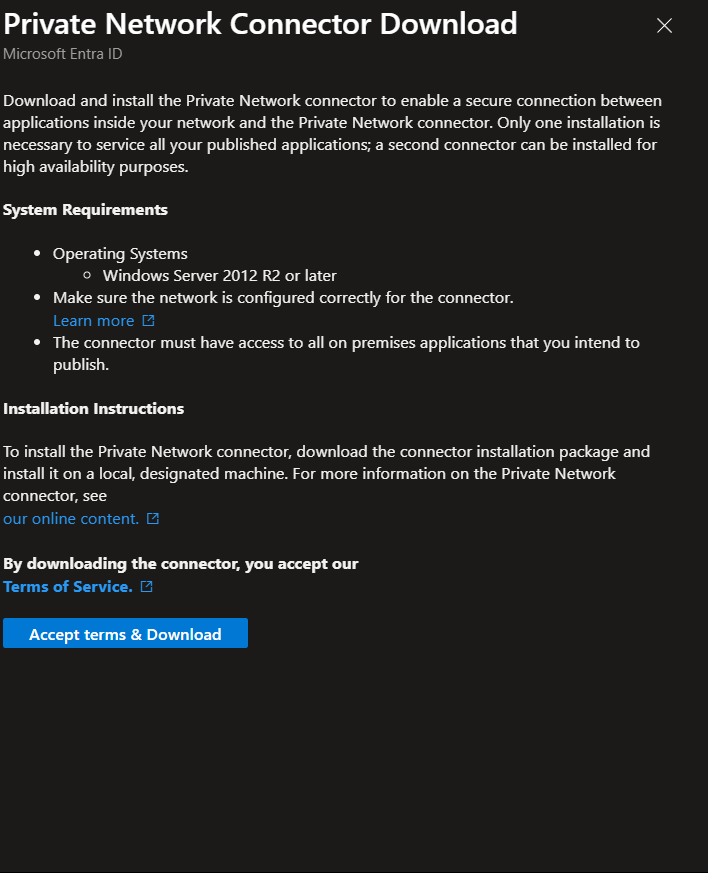 Private Network Connector Download
Microsoft Entra ID
Download and install the Private Network connector to enable a secure connection between
applications inside your network and the Private Network connector. Only one installation is
necessary to service all your published applications; a second connector can be installed for
high availability purposes.
System Requirements
Operating Systems
Windows Server 2012 R2 or later
Make sure the network is configured correctly for the connector.
Learn more
The connector must have access to all on premises applications that you intend to
publish.
Installation Instructions
To install the Private Network connector, download the connector installation package and
install it on a local, designated machine. For more information on the Private Network
connector, see
our online content.
By downloading the connector, you accept our
Terms of Service.
Accept terms & Download